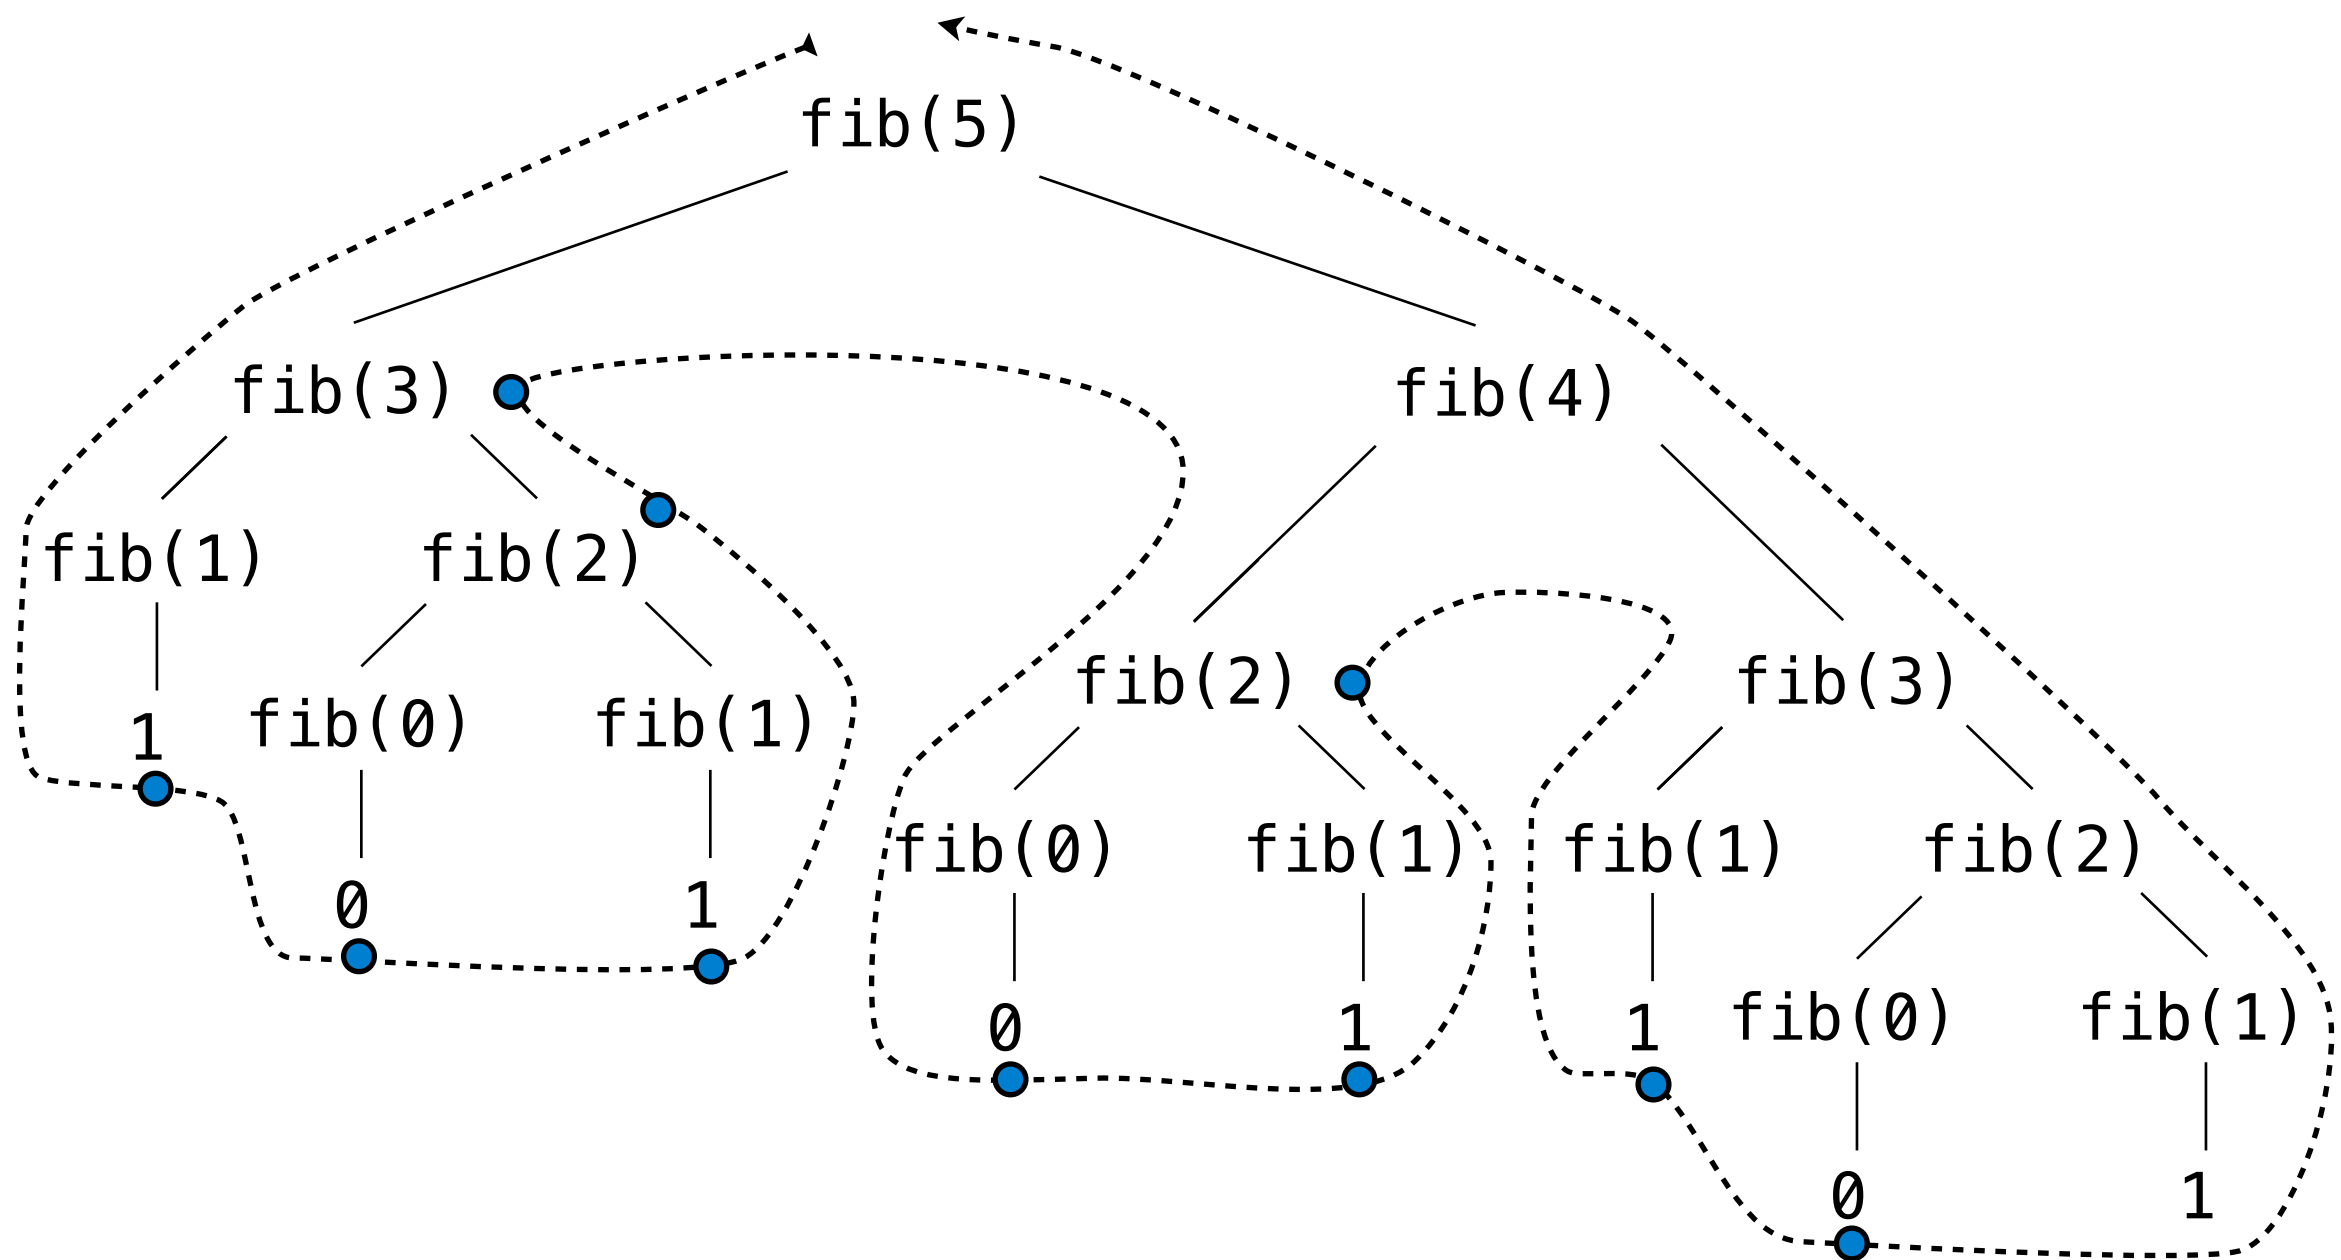 fib(5)
fib(3) fib(4)
fib(1) fib(2)
fib(2) fib(3)
1 fib(0) fib(1)
fib(0) fib(1) fib(1) fib(2)
0 1
0 1 1 fib(0) fib(1)
0 1